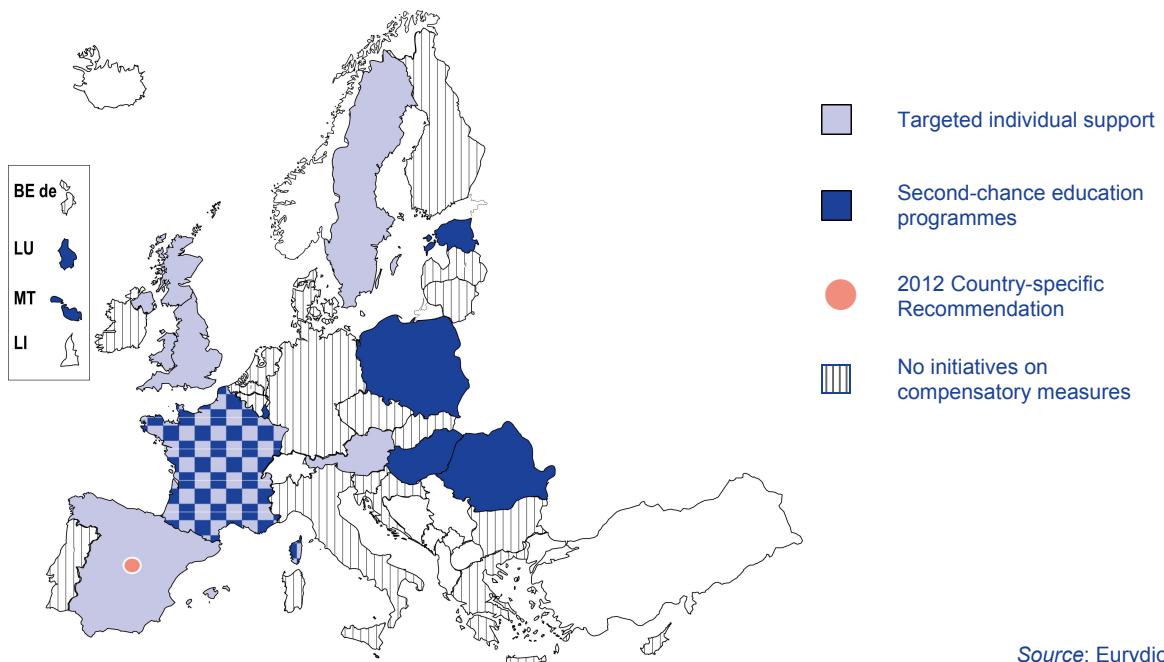 BE de
LU
MT
LI
Targeted individual support
Second-chance education
programmes
2012 Country-specific
Recommendation
No initiatives on
compensatory measures
Source: